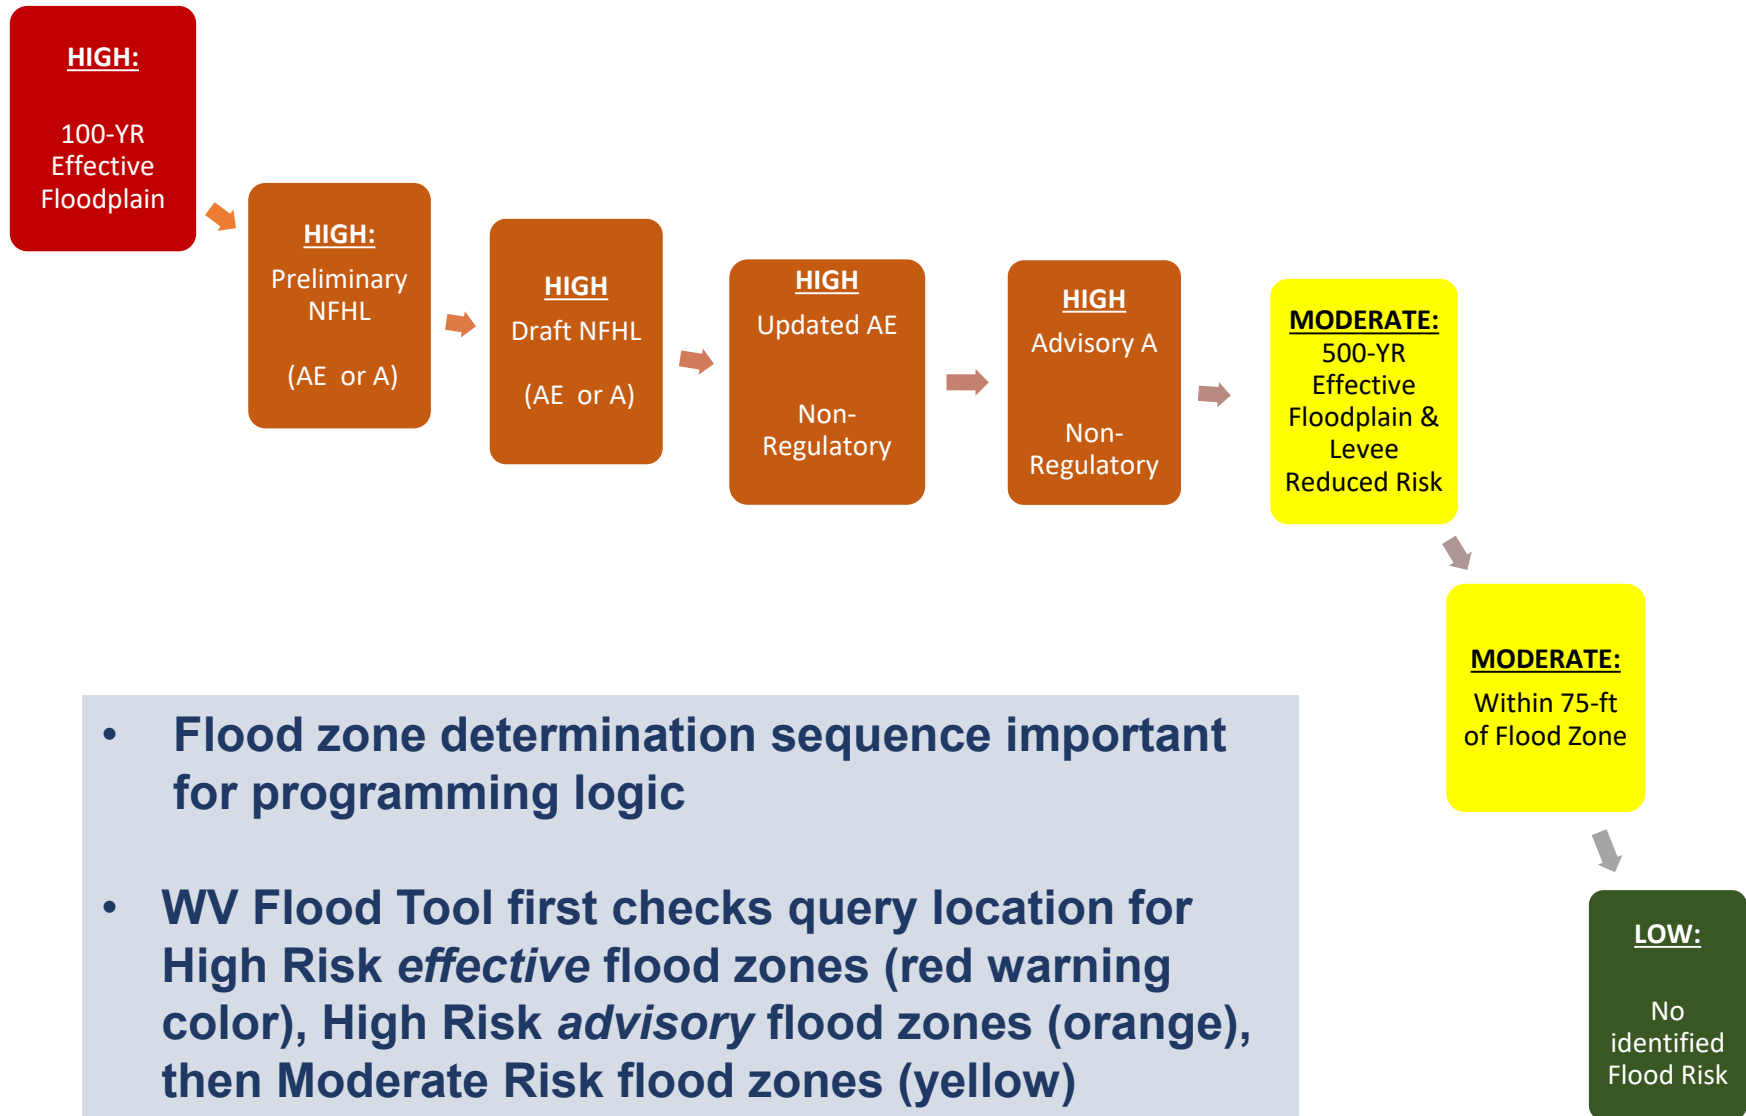 HIGH:
100-YR
Effective
Floodplain
HIGH:
Preliminary
NFHL
(AE or A)
HIGH
Draft NFHL
(AE or A)
HIGH
Updated AE
Non-
Regulatory
HIGH
Advisory A
Non-
Regulatory
MODERATE:
500-YR
Effective
Floodplain &
Levee
Reduced Risk
MODERATE:
Within 75-ft
of Flood Zone
LOW:
No
identified
Flood Risk
• Flood zone determination sequence important
for programming logic
• WV Flood Tool first checks query location for
High Risk effective flood zones (red warning
color), High Risk advisory flood zones (orange),
then Moderate Risk flood zones (yellow)